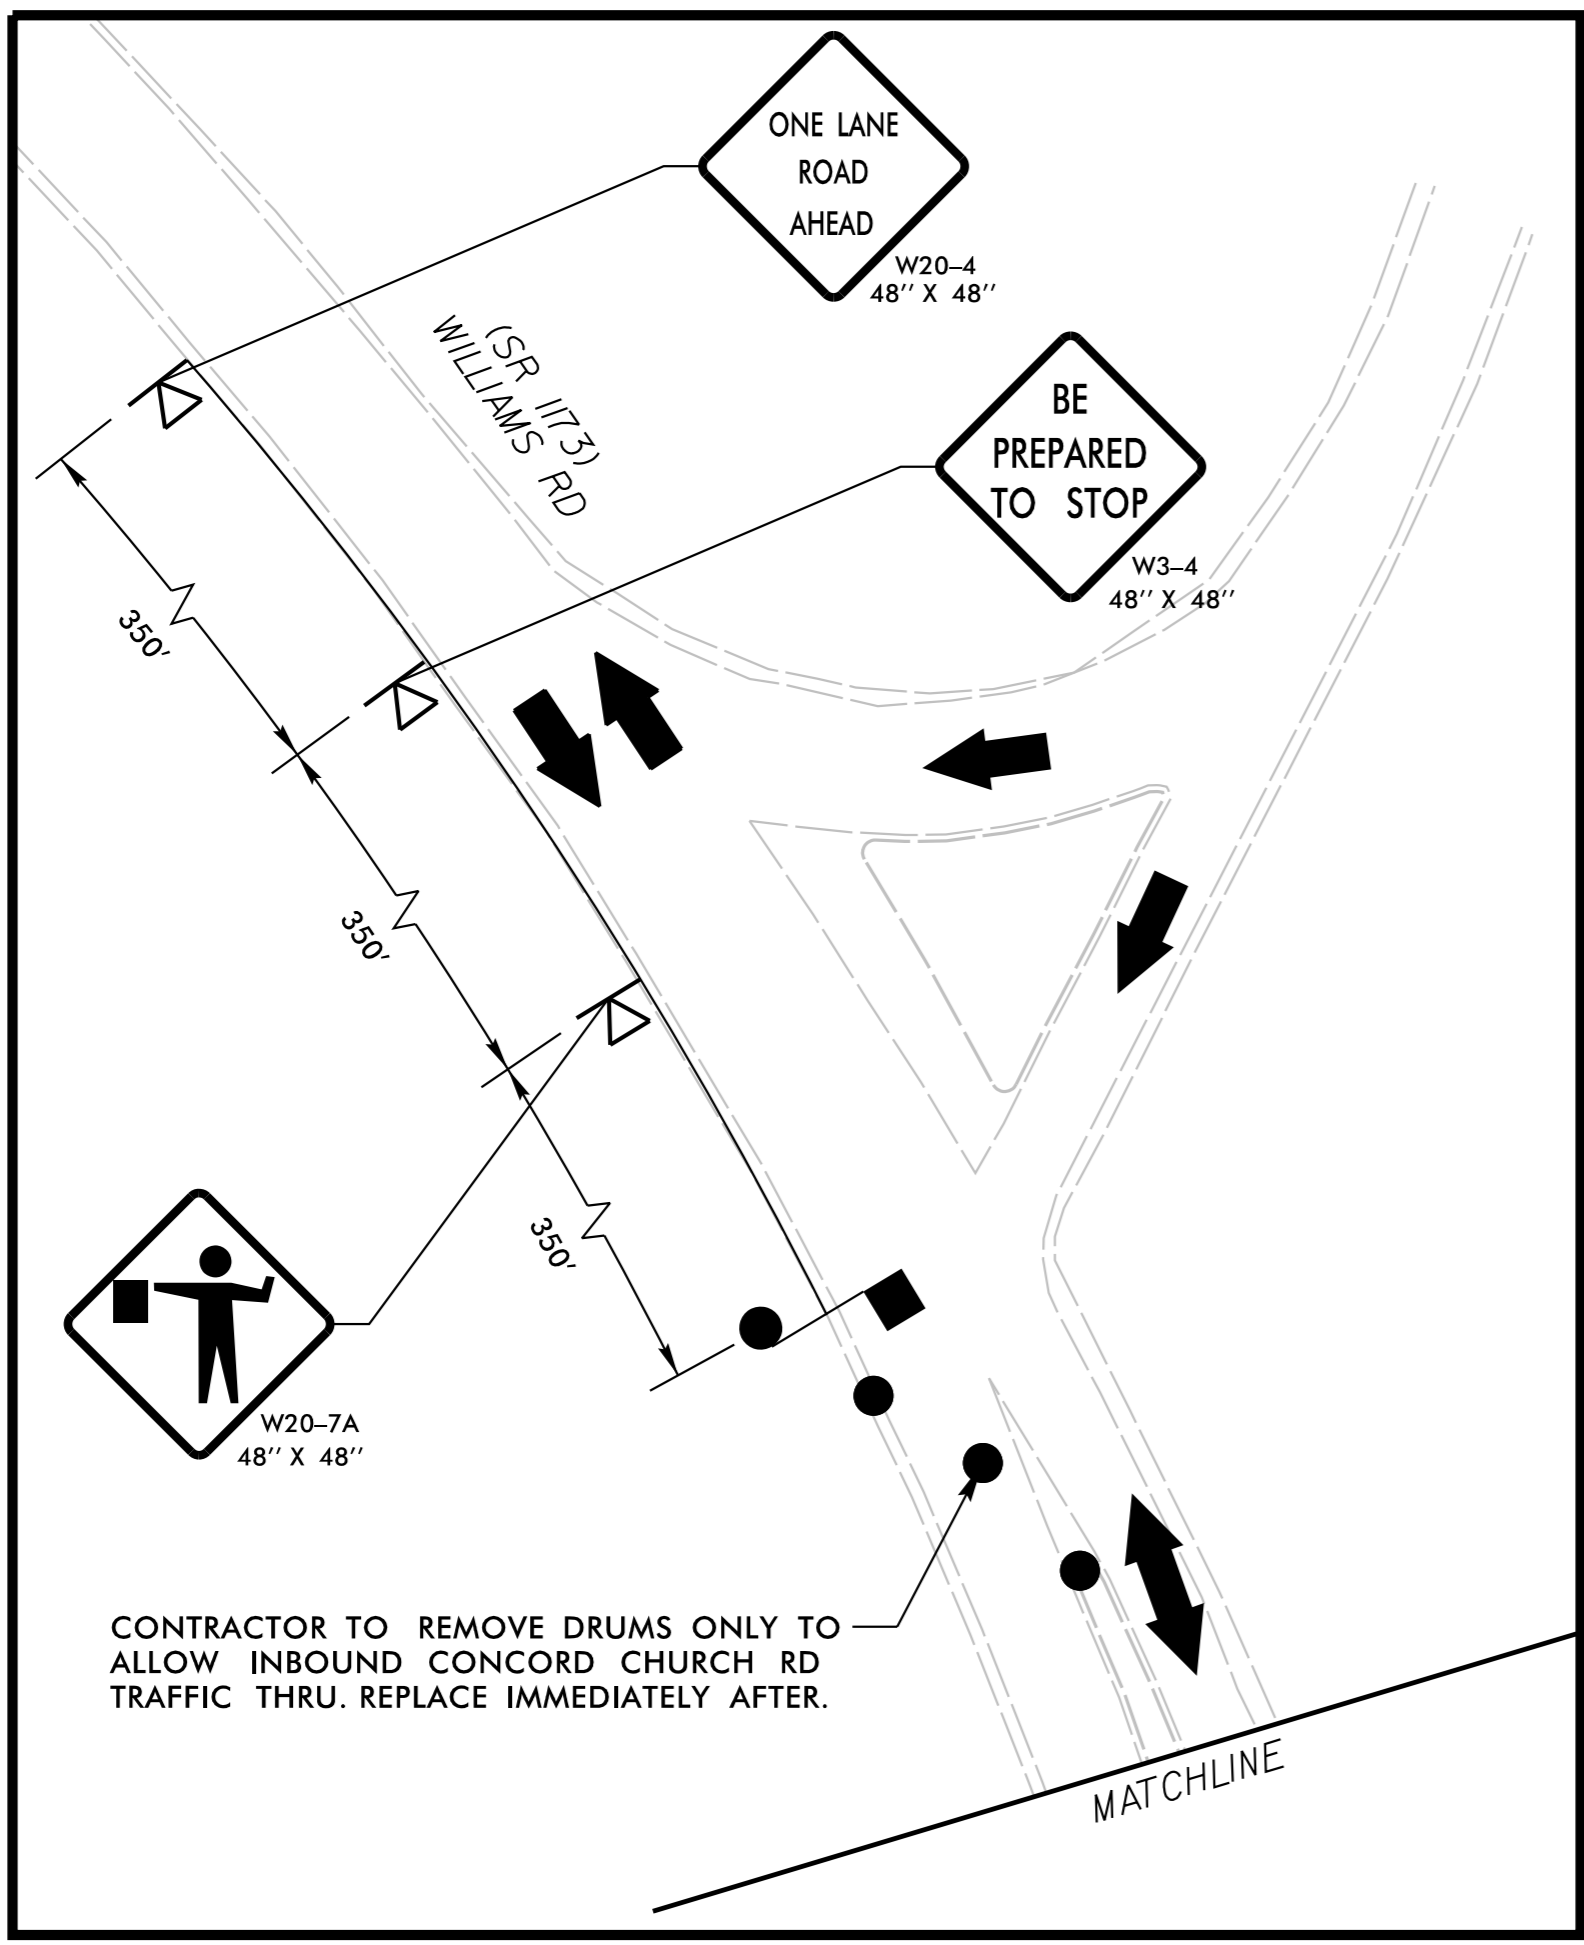 ONE LANE
ROAD
AHEAD
W20-4
48'' X 48''
(SR 1173)
WILLIAMS RD
BE
PREPARED
TO STOP
W3-4
48'' X 48''
350'
350'
350'
W20-7A
48'' X 48''
CONTRACTOR TO REMOVE DRUMS ONLY TO
ALLOW INBOUND CONCORD CHURCH RD
TRAFFIC THRU. REPLACE IMMEDIATELY AFTER.
MATCHLINE